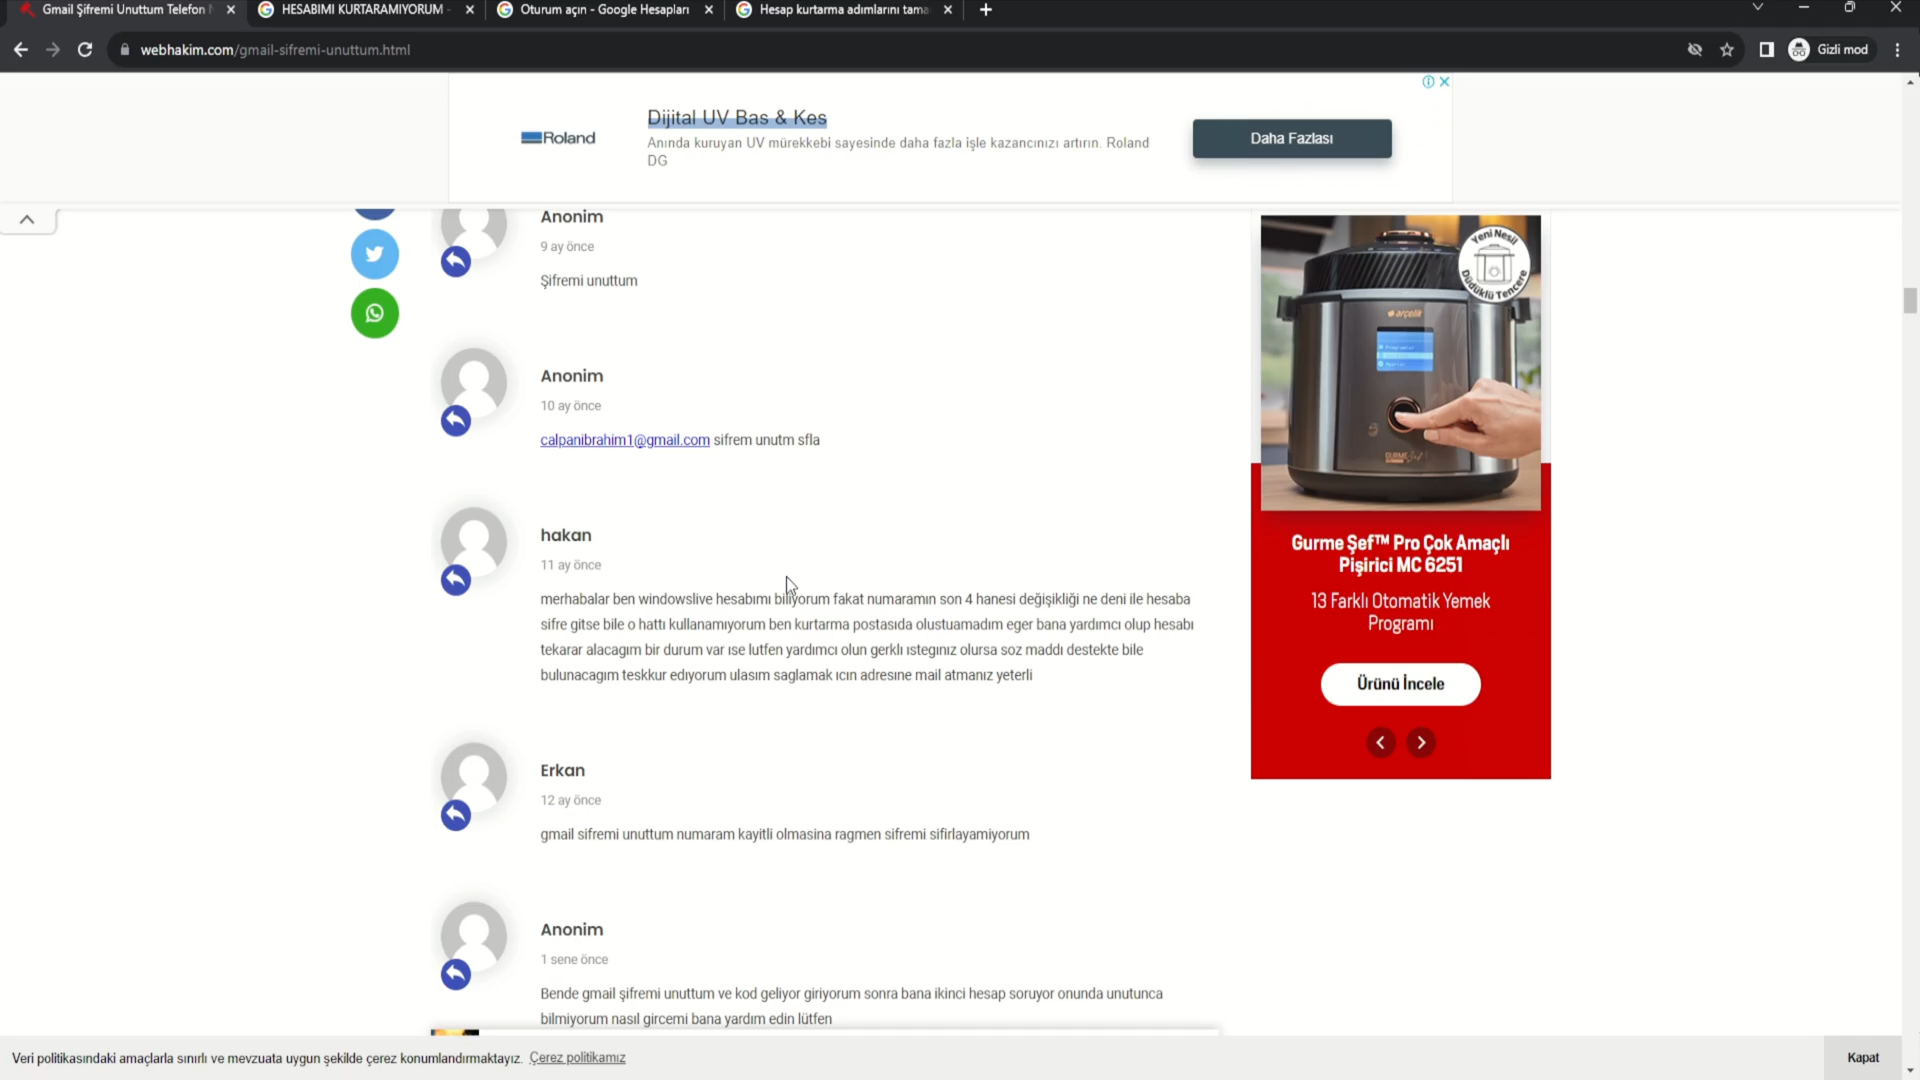 Gmail Şifremi Unuttum Telefon
HESABIMI KURTARAMIYORUM -
Oturum açın - Google Hesapları
Hesap kurtarma adımlarını tama
webhakim.com/gmail-sifremi-unuttum.html
Gizli mod
Roland
Dijital UV Bas & Kes
Anında kuruyan UV mürekkebi sayesinde daha fazla işle kazancınızı artırın. Roland
DG
Daha Fazlası
Anonim
9 ay önce
Şifremi unuttum
Anonim
10 ay önce
calpanibrahim1@gmail.com sifrem unutm sfla
hakan
11 ay önce
merhabalar ben windowslive hesabımı biliyorum fakat numaramın son 4 hanesi değişikliği ne deni ile hesaba
sifre gitse bile o hattı kullanamıyorum ben kurtarma postasıda olustuamadım eger bana yardımcı olup hesabı
tekarar alacagım bir durum var ıse lutfen yardımcı olun gerklı ıstegınız olursa soz maddı destekte bile
bulunacagım teskkur edıyorum ulasım saglamak ıcın adresıne mail atmanız yeterli
Erkan
12 ay önce
gmail sifremi unuttum numaram kayitli olmasina ragmen sifremi sifirlayamiyorum
Anonim
1 sene önce
Bende gmail şifremi unuttum ve kod geliyor giriyorum sonra bana ikinci hesap soruyor onunda unutunca
bilmiyorum nasıl gircemi bana yardım edin lütfen
Yeni Nesil
Düdüklü Tencere
arçelik
Gurme Şef™ Pro Çok Amaçlı
Pişirici MC 6251
13 Farklı Otomatik Yemek
Programı
Ürünü İncele
Veri politikasındaki amaçlarla sınırlı ve mevzuata uygun şekilde çerez konumlandırmaktayız. Çerez politikamız
Kapat